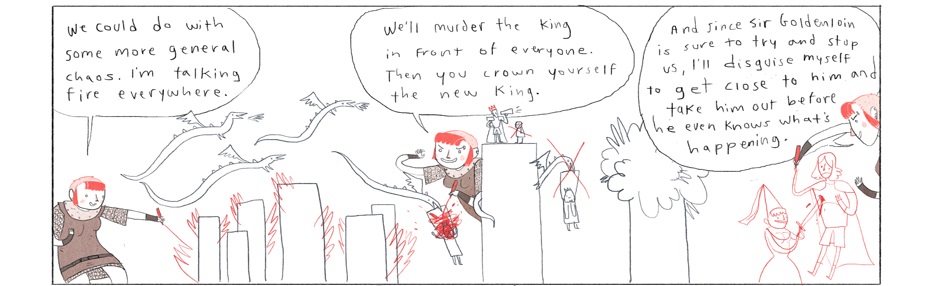 We could do with
some more general
chaos. I'm talking
fire everywhere.
We'll murder the King
in front of everyone.
Then you crown yourself
the new King.
And since Sir Goldenloin
is sure to try and stop
us, I'll disguise myself
to get close to him and
take him out before
he even knows what's
happening.